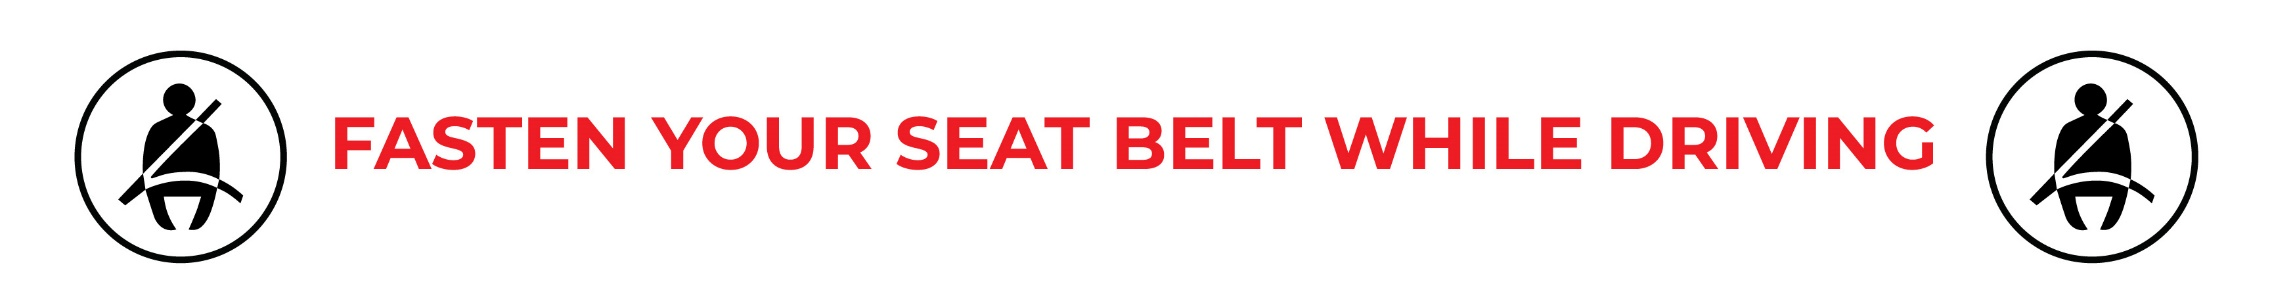 FASTEN YOUR SEAT BELT WHILE DRIVING